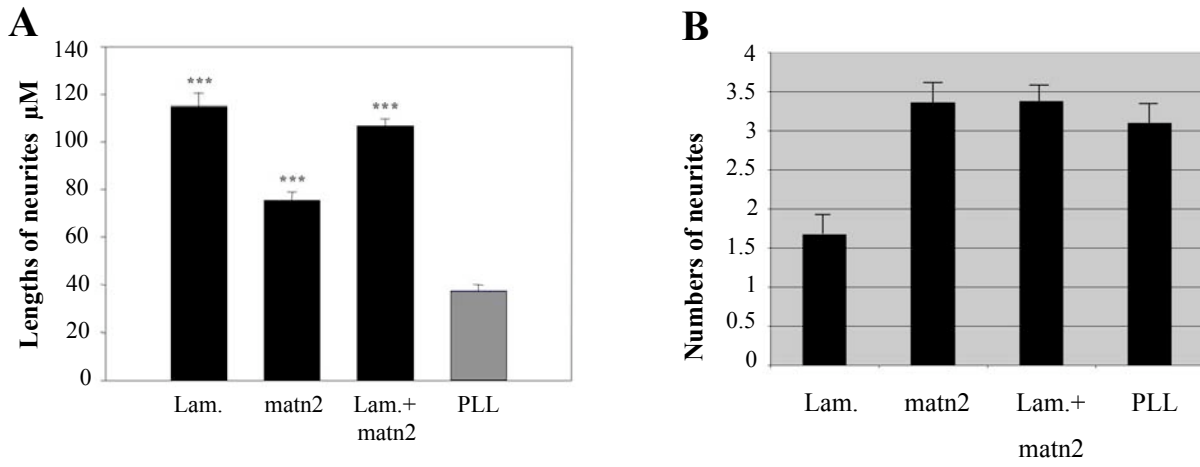 A
Lengths of neurites µM
140
120
100
80
60
40
20
0
***
***
***
Lam.
matn2
Lam.+
matn2
PLL
B
Numbers of neurites
4
3.5
3
2.5
2
1.5
1
0.5
0
Lam.
matn2
Lam.+
matn2
PLL